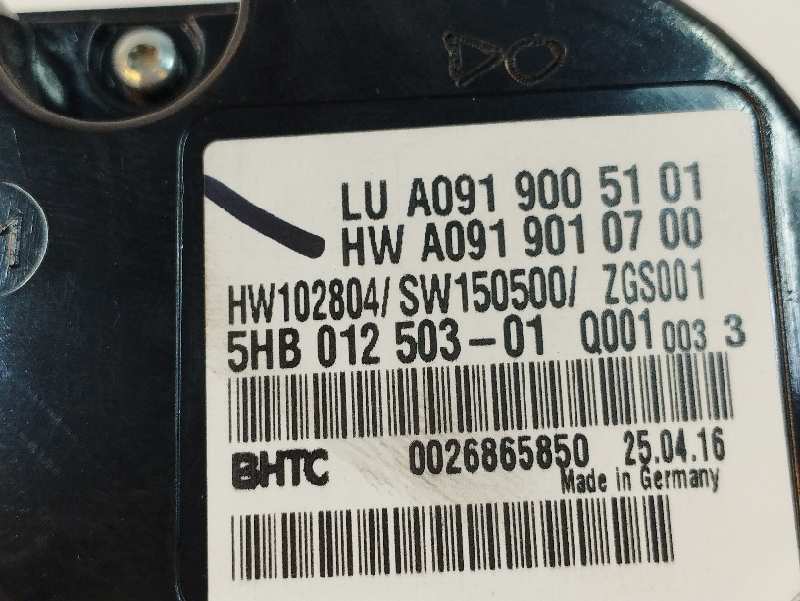 LU A091 900 51 01
HW A091 901 07 00
HW102804/ SW150500/ ZGS001
5HB 012 503-01 Q001 003 3
BHTC 0026865850 25.04.16
Made in Germany